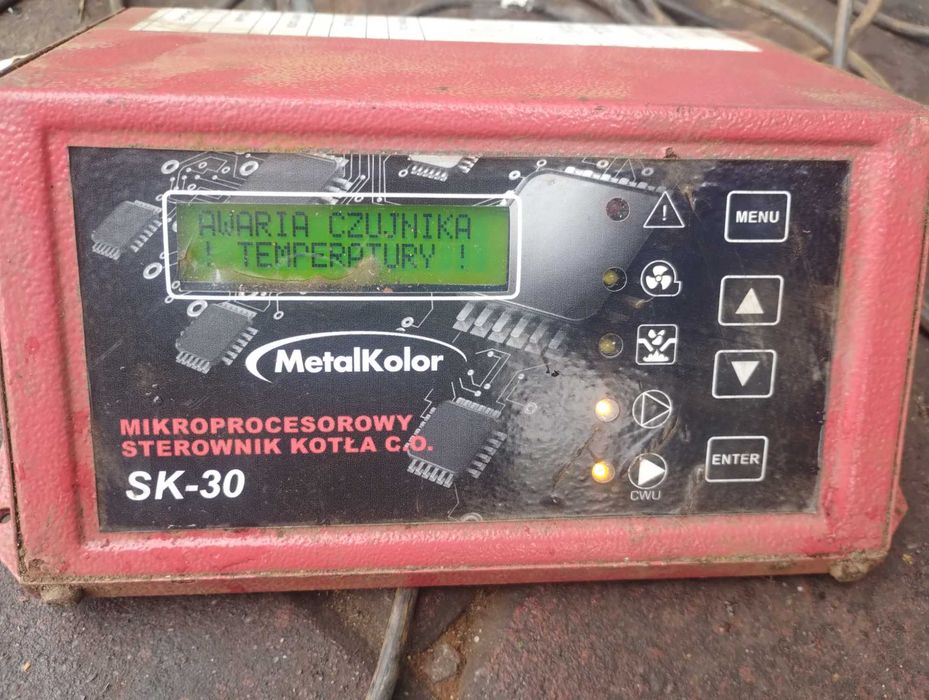 AWARIA CZUJNIKA
! TEMPERATURY !
MENU
MetalKolor
MIKROPROCESOROWY
STEROWNIK KOTŁA C.O.
SK-30
ENTER
CWU